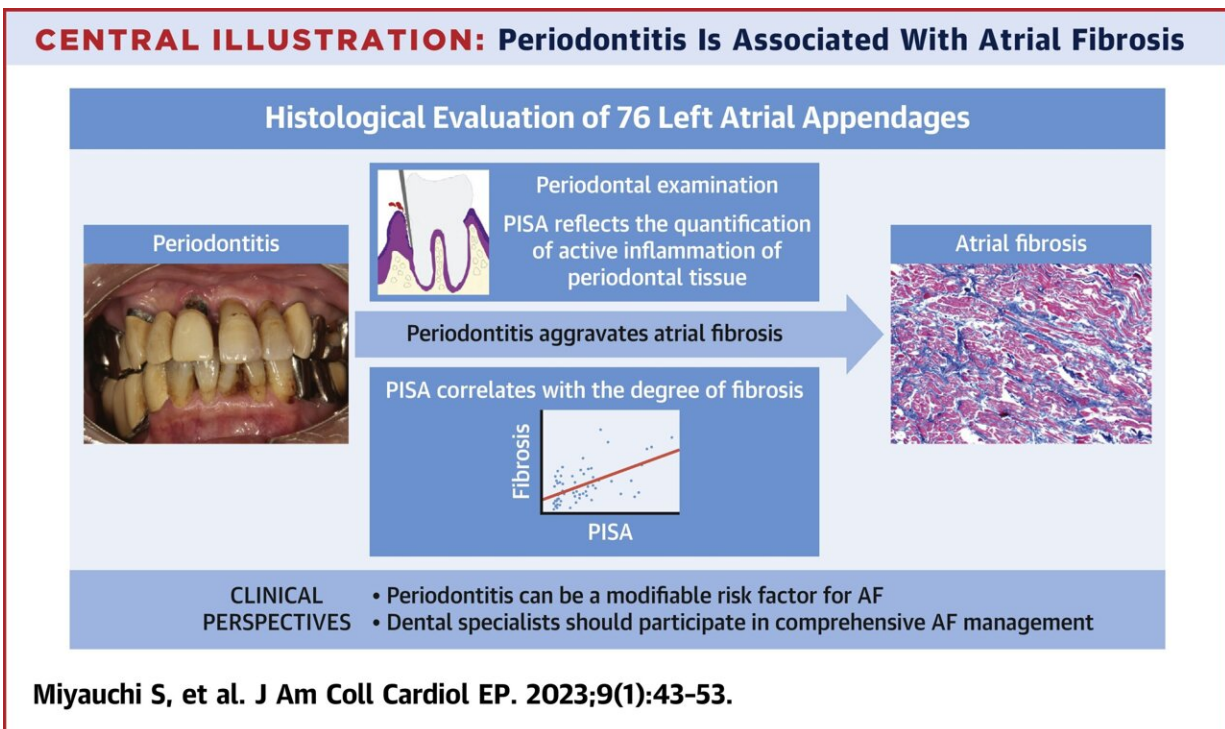 CENTRAL ILLUSTRATION: Periodontitis Is Associated With Atrial Fibrosis
Histological Evaluation of 76 Left Atrial Appendages
Periodontitis
Periodontal examination
PISA reflects the quantification
of active inflammation of
periodontal tissue
Periodontitis aggravates atrial fibrosis
PISA correlates with the degree of fibrosis
Fibrosis
PISA
Atrial fibrosis
CLINICAL
PERSPECTIVES
• Periodontitis can be a modifiable risk factor for AF
• Dental specialists should participate in comprehensive AF management
Miyauchi S, et al. J Am Coll Cardiol EP. 2023;9(1):43–53.